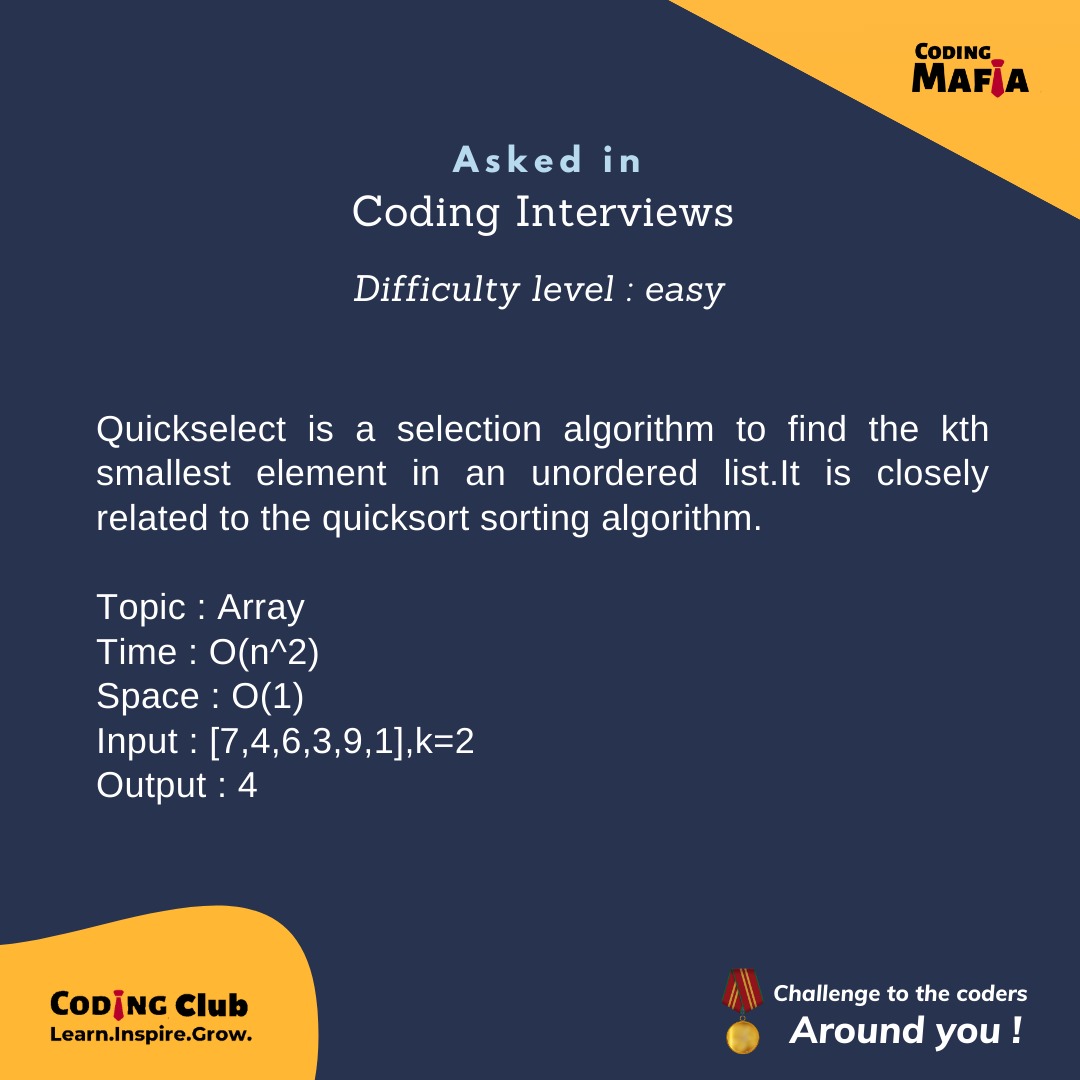 CODING
MAFiA
Asked in
Coding Interviews
Difficulty level : easy
Quickselect is a selection algorithm to find the kth
smallest element in an unordered list.It is closely
related to the quicksort sorting algorithm.
Topic : Array
Time : O(n^2)
Space : O(1)
Input : [7,4,6,3,9,1],k=2
Output : 4
CODiNG Club
Learn.Inspire.Grow.
Challenge to the coders
Around you !